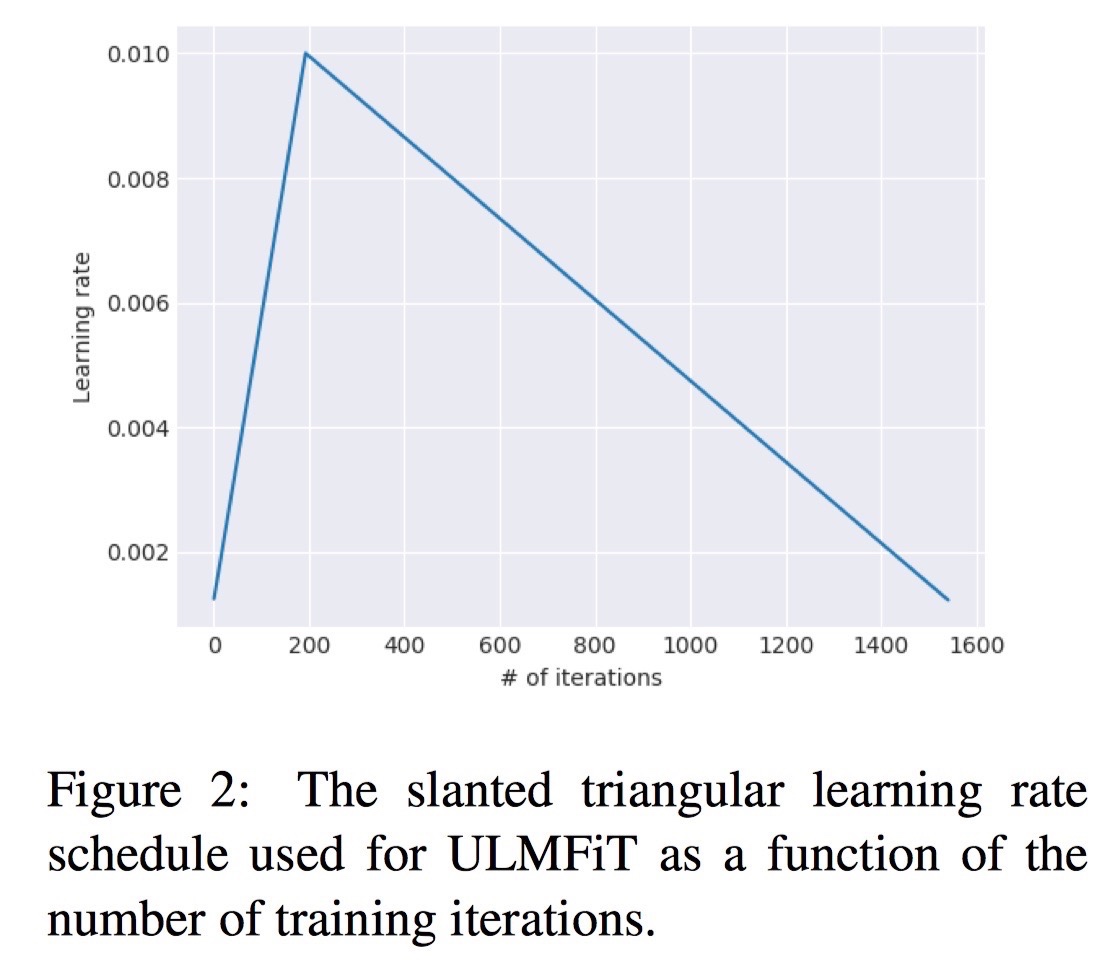 0.010
0.008
0.006
0.004
0.002
Learning rate
0 200 400 600 800 1000 1200 1400 1600
# of iterations
Figure 2: The slanted triangular learning rate
schedule used for ULMFiT as a function of the
number of training iterations.